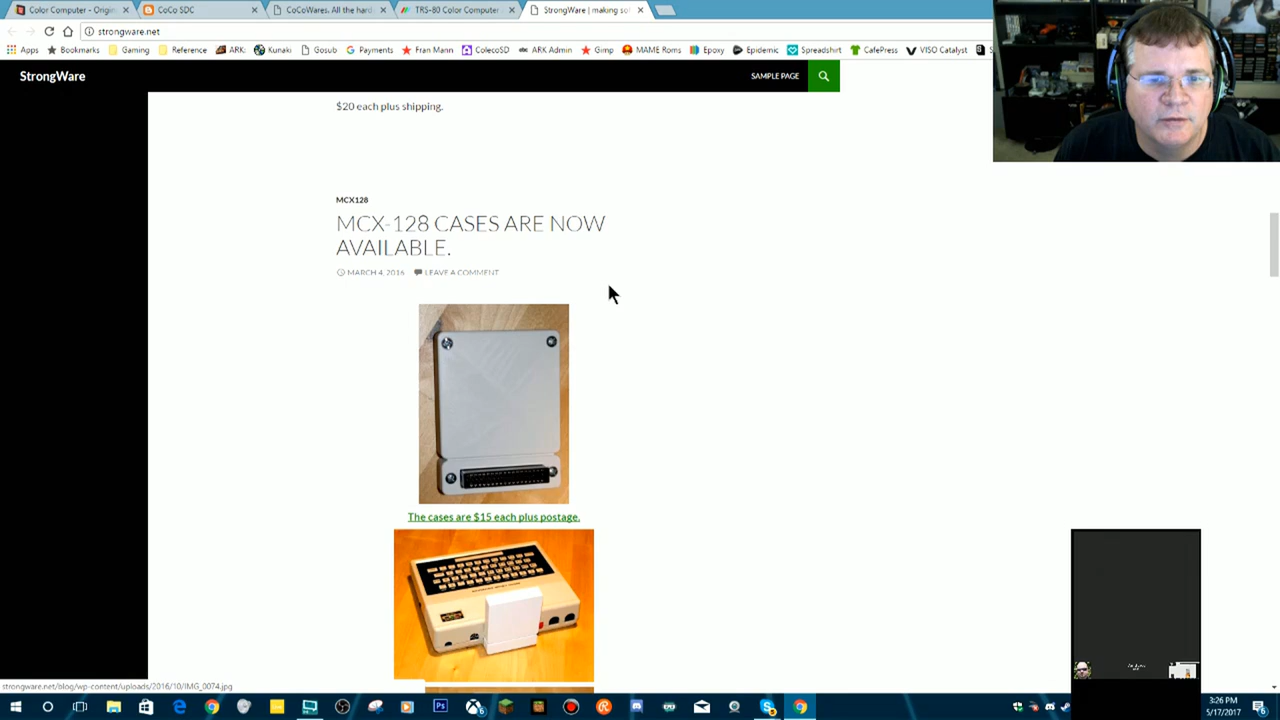 Color Computer - Origin
CoCo SDC
CoCoWares. All the hard
TRS-80 Color Computer
StrongWare | making so
strongware.net
Apps
Bookmarks
Gaming
Reference
ARK:
Kunaki
Gosub
Payments
Fran Mann
ColecoSD
ARK Admin
Gimp
MAME Roms
Epoxy
Epidemic
Spreadshirt
CafePress
VISO Catalyst
StrongWare
SAMPLE PAGE
$20 each plus shipping.
MCX128
MCX-128 CASES ARE NOW
AVAILABLE.
MARCH 4, 2016
LEAVE A COMMENT
The cases are $15 each plus postage.
strongware.net/blog/wp-content/uploads/2016/10/IMG_0074.jpg
3:26 PM
5/17/2017